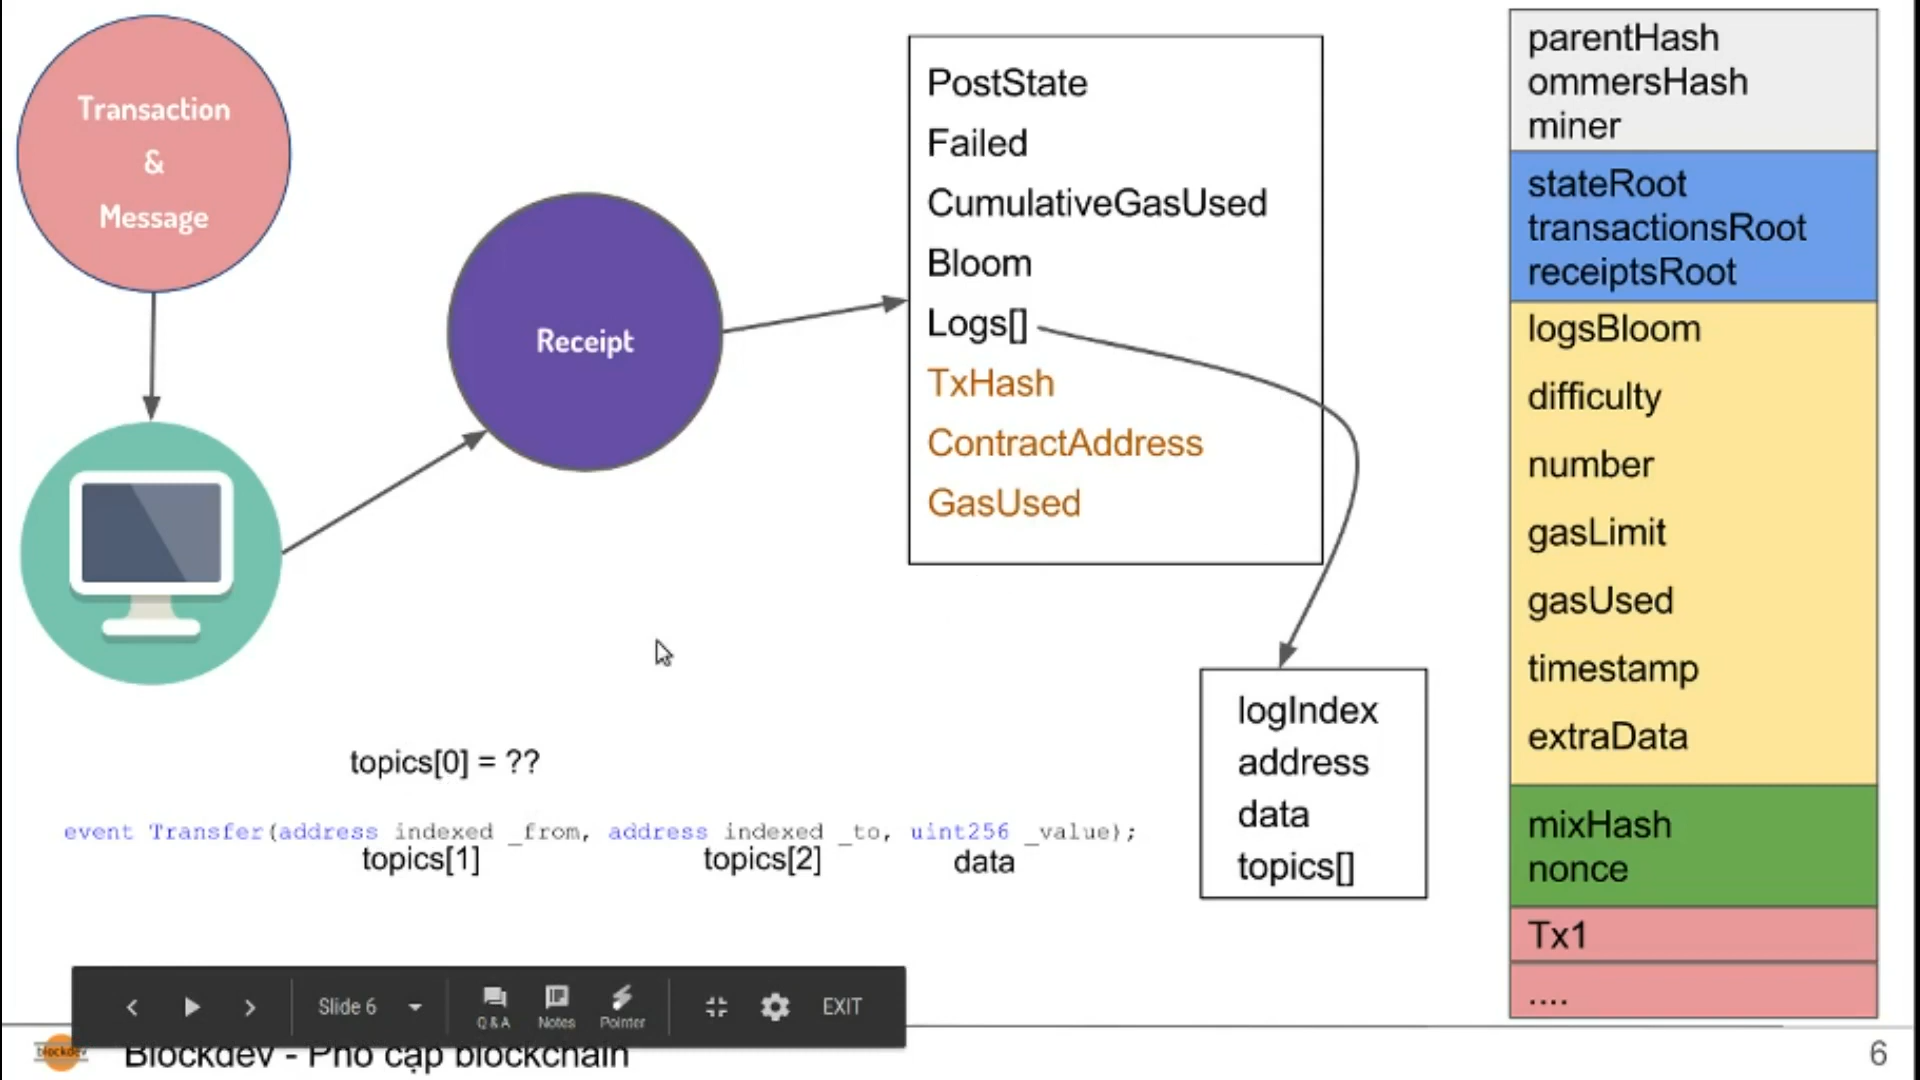 Transaction
&
Message
Receipt
PostState
Failed
CumulativeGasUsed
Bloom
Logs[]
TxHash
ContractAddress
GasUsed
logIndex
address
data
topics[]
topics[0] = ??
event Transfer(address indexed _from, address indexed _to, uint256 _value);
topics[1] topics[2] data
parentHash
ommersHash
miner
stateRoot
transactionsRoot
receiptsRoot
logsBloom
difficulty
number
gasLimit
gasUsed
timestamp
extraData
mixHash
nonce
Tx1
....
Slide 6
Q & A
Notes
Pointer
EXIT
blockdev
Blockdev - Phổ cập blockchain
6